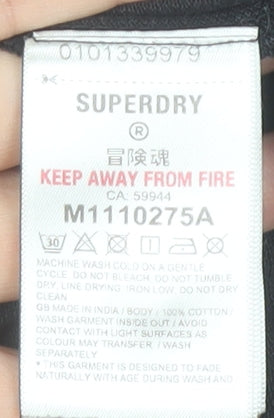 0101339979
SUPERDRY
®
冒険魂
KEEP AWAY FROM FIRE
CA. 59944
M1110275A
30
MACHINE WASH COLD ON A GENTLE
CYCLE. DO NOT BLEACH. DO NOT TUMBLE
DRY. LINE DRYING. IRON LOW. DO NOT DRY
CLEAN
GB MADE IN INDIA / BODY / 100% COTTON /
WASH GARMENT INSIDE OUT / AVOID
CONTACT WITH LIGHT SURFACES AS
COLOUR MAY TRANSFER / WASH
SEPARATELY
* THIS GARMENT IS DESIGNED TO FADE
NATURALLY WITH AGE DURING WASH AND